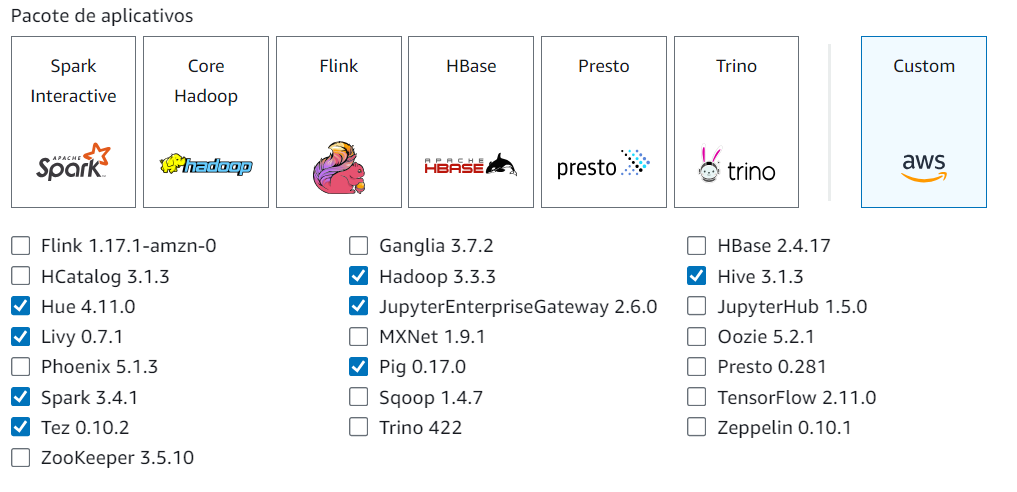 Pacote de aplicativos
Spark
Interactive
Core
Hadoop
Flink
HBase
Presto
Trino
Custom
APACHE
Spark
hadoop
APACHE
HBASE
presto
trino
aws
Flink 1.17.1-amzn-0
Ganglia 3.7.2
HBase 2.4.17
HCatalog 3.1.3
Hadoop 3.3.3
Hive 3.1.3
Hue 4.11.0
JupyterEnterpriseGateway 2.6.0
JupyterHub 1.5.0
Livy 0.7.1
MXNet 1.9.1
Oozie 5.2.1
Phoenix 5.1.3
Pig 0.17.0
Presto 0.281
Spark 3.4.1
Sqoop 1.4.7
TensorFlow 2.11.0
Tez 0.10.2
Trino 422
Zeppelin 0.10.1
ZooKeeper 3.5.10